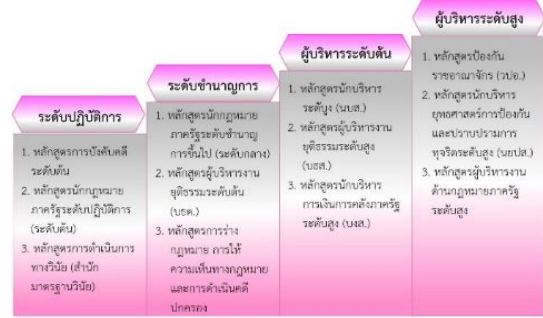 ระดับปฏิบัติการ
1. หลักสูตรการบังคับคดี
ระดับต้น
2. หลักสูตรนักกฎหมาย
ภาครัฐระดับปฏิบัติการ
(ระดับต้น)
3. หลักสูตรการดำเนินการ
ทางวินัย (สำนัก
มาตรฐานวินัย)
ระดับชำนาญการ
1. หลักสูตรนักกฎหมาย
ภาครัฐระดับชำนาญ
การขึ้นไป (ระดับกลาง)
2. หลักสูตรผู้บริหารงาน
ยุติธรรมระดับต้น
(บธต.)
3. หลักสูตรการร่าง
กฎหมาย การให้
ความเห็นทางกฎหมาย
และการดำเนินคดี
ปกครอง
ผู้บริหารระดับต้น
1. หลักสูตรนักบริหาร
ระดับูง (นบส.)
2. หลักสูตรผู้บริหารงาน
ยุติธรรมระดับสูง
(บธส.)
3. หลักสูตรนักบริหาร
การเงินการคลังภาครัฐ
ระดับสูง (บงส.)
ผู้บริหารระดับสูง
1. หลักสูตรป้องกัน
ราชอาณาจักร (วปอ.)
2. หลักสูตรนักบริหาร
ยุทธศาสตร์การป้องกัน
และปราบปรามการ
ทุจริตระดับสูง (นยปส.)
3. หลักสูตรผู้บริหารงาน
ด้านกฎหมายภาครัฐ
ระดับสูง